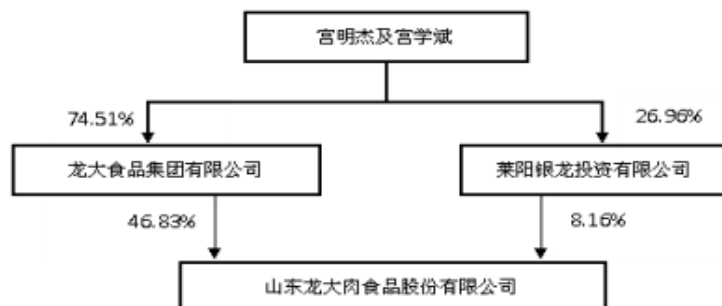 宫明杰及宫学斌
74.51%
26.96%
龙大食品集团有限公司
莱阳银龙投资有限公司
46.83%
8.16%
山东龙大肉食品股份有限公司